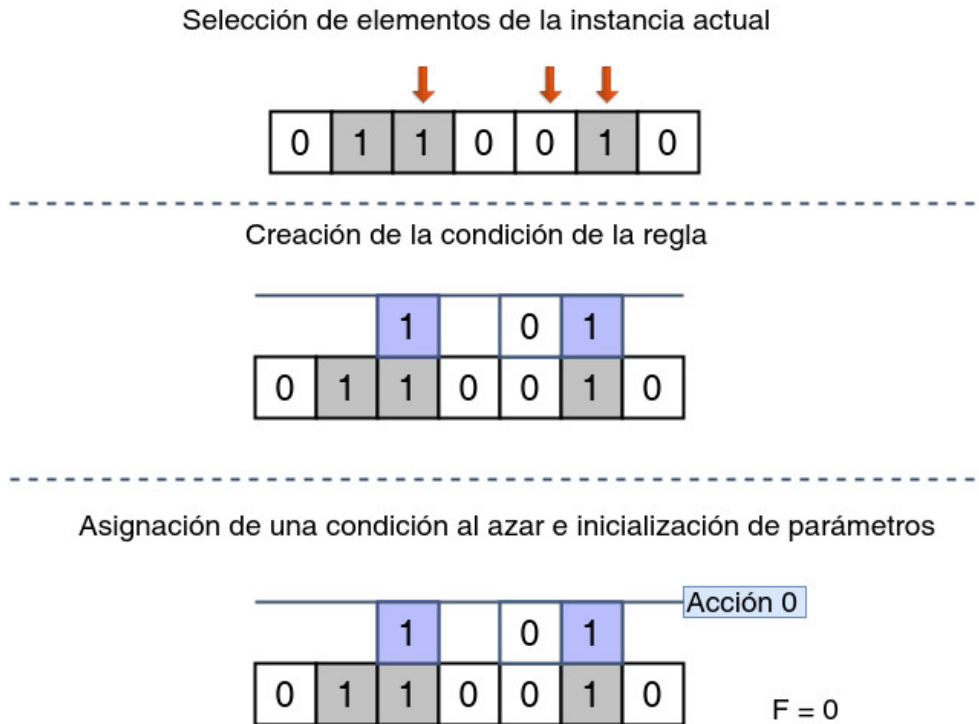 Selección de elementos de la instancia actual
0 1 1 0 0 1 0
Creación de la condición de la regla
1 0 1
0 1 1 0 0 1 0
Asignación de una condición al azar e inicialización de parámetros
Acción 0
1 0 1
0 1 1 0 0 1 0
F = 0